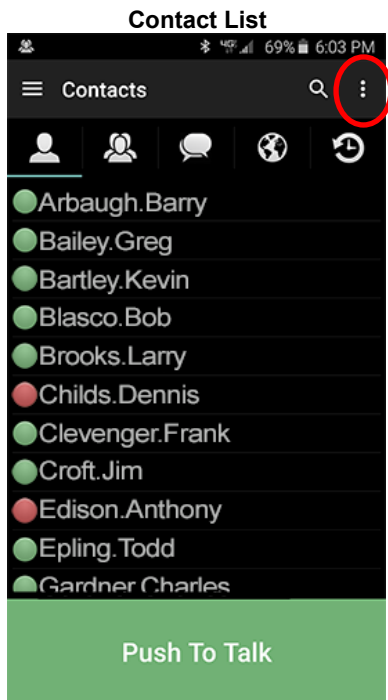 Contact List
4G 69% 6:03 PM
Contacts
Arbaugh.Barry
Bailey.Greg
Bartley.Kevin
Blasco.Bob
Brooks.Larry
Childs.Dennis
Clevenger.Frank
Croft.Jim
Edison.Anthony
Epling.Todd
Gardner.Charles
Push To Talk